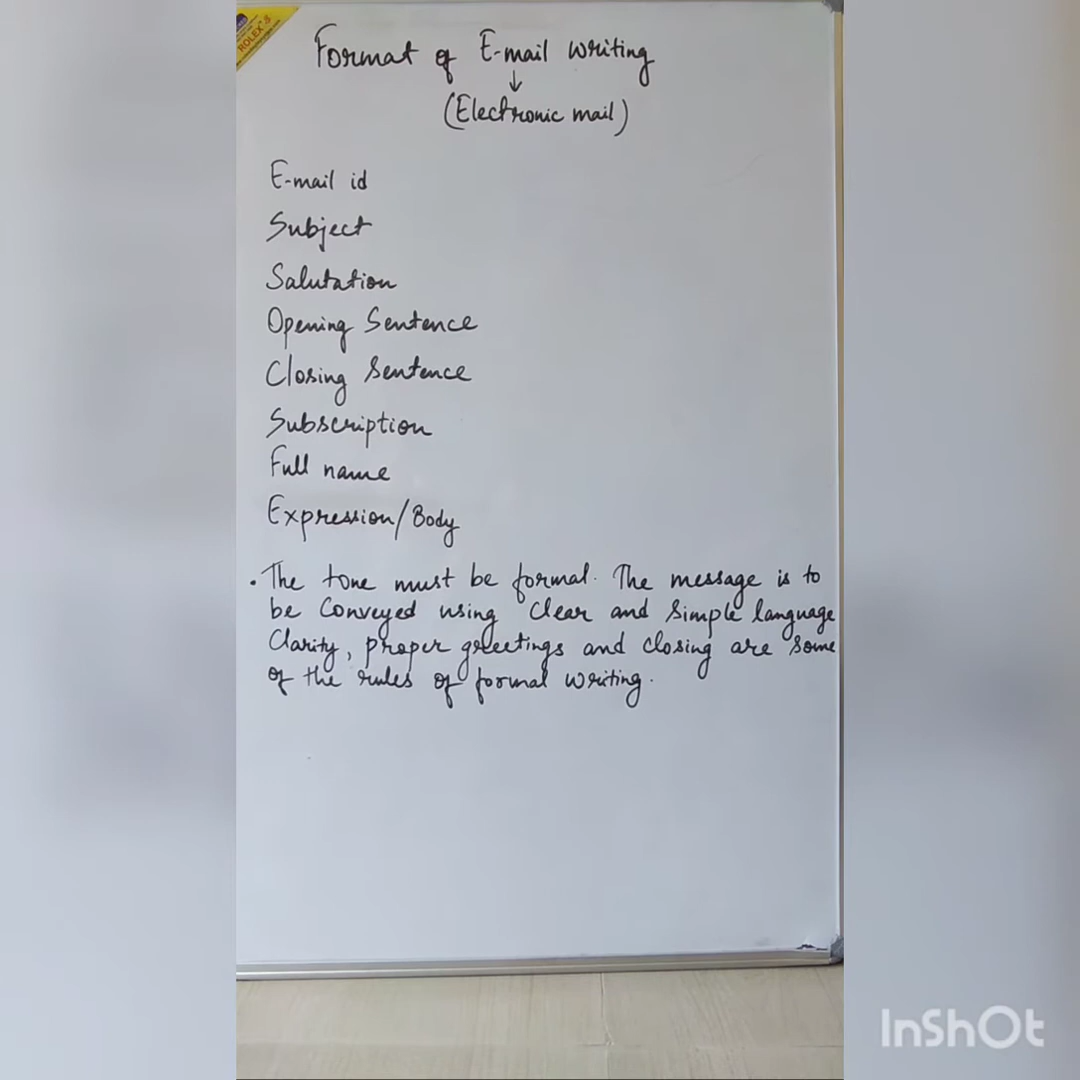 ROLEX-8
Format of E-mail writing
↓
(Electronic mail)
E-mail id
Subject
Salutation
Opening Sentence
Closing Sentence
Subscription
Full name
Expression/Body
• The tone must be formal. The message is to
be conveyed using clear and simple language
Clarity, proper greetings and closing are some
of the rules of formal writing.
InShOt